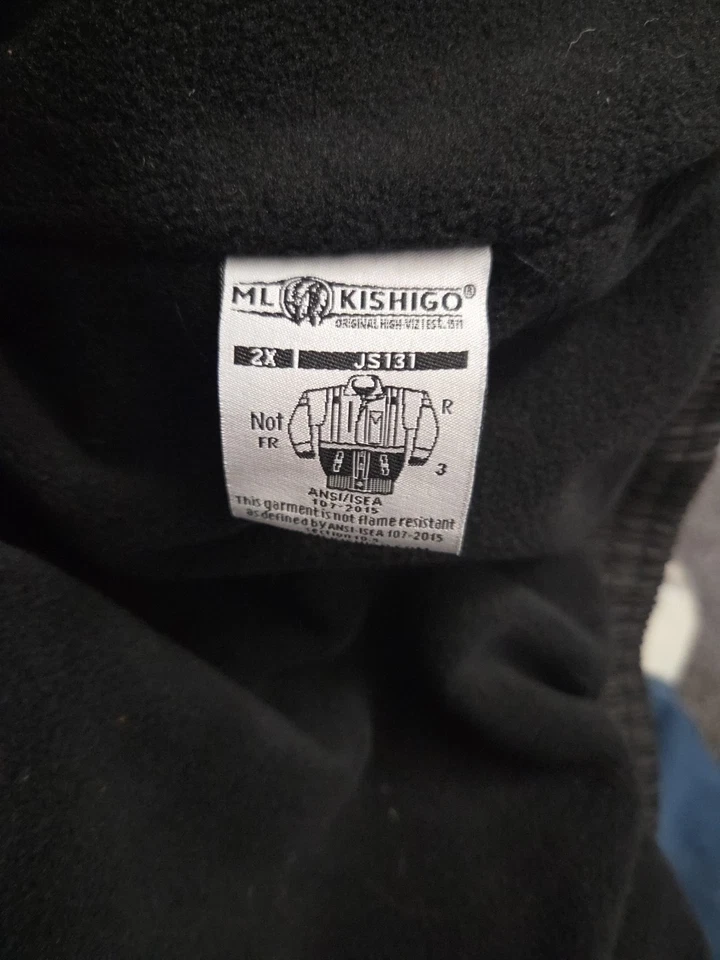 ML KISHIGO®
ORIGINAL HIGH-VIZ | EST. 1971
2X | JS131
Not
FR
R
3
ANSI/ISEA
107-2015
This garment is not flame resistant
as defined by ANSI-ISEA 107-2015